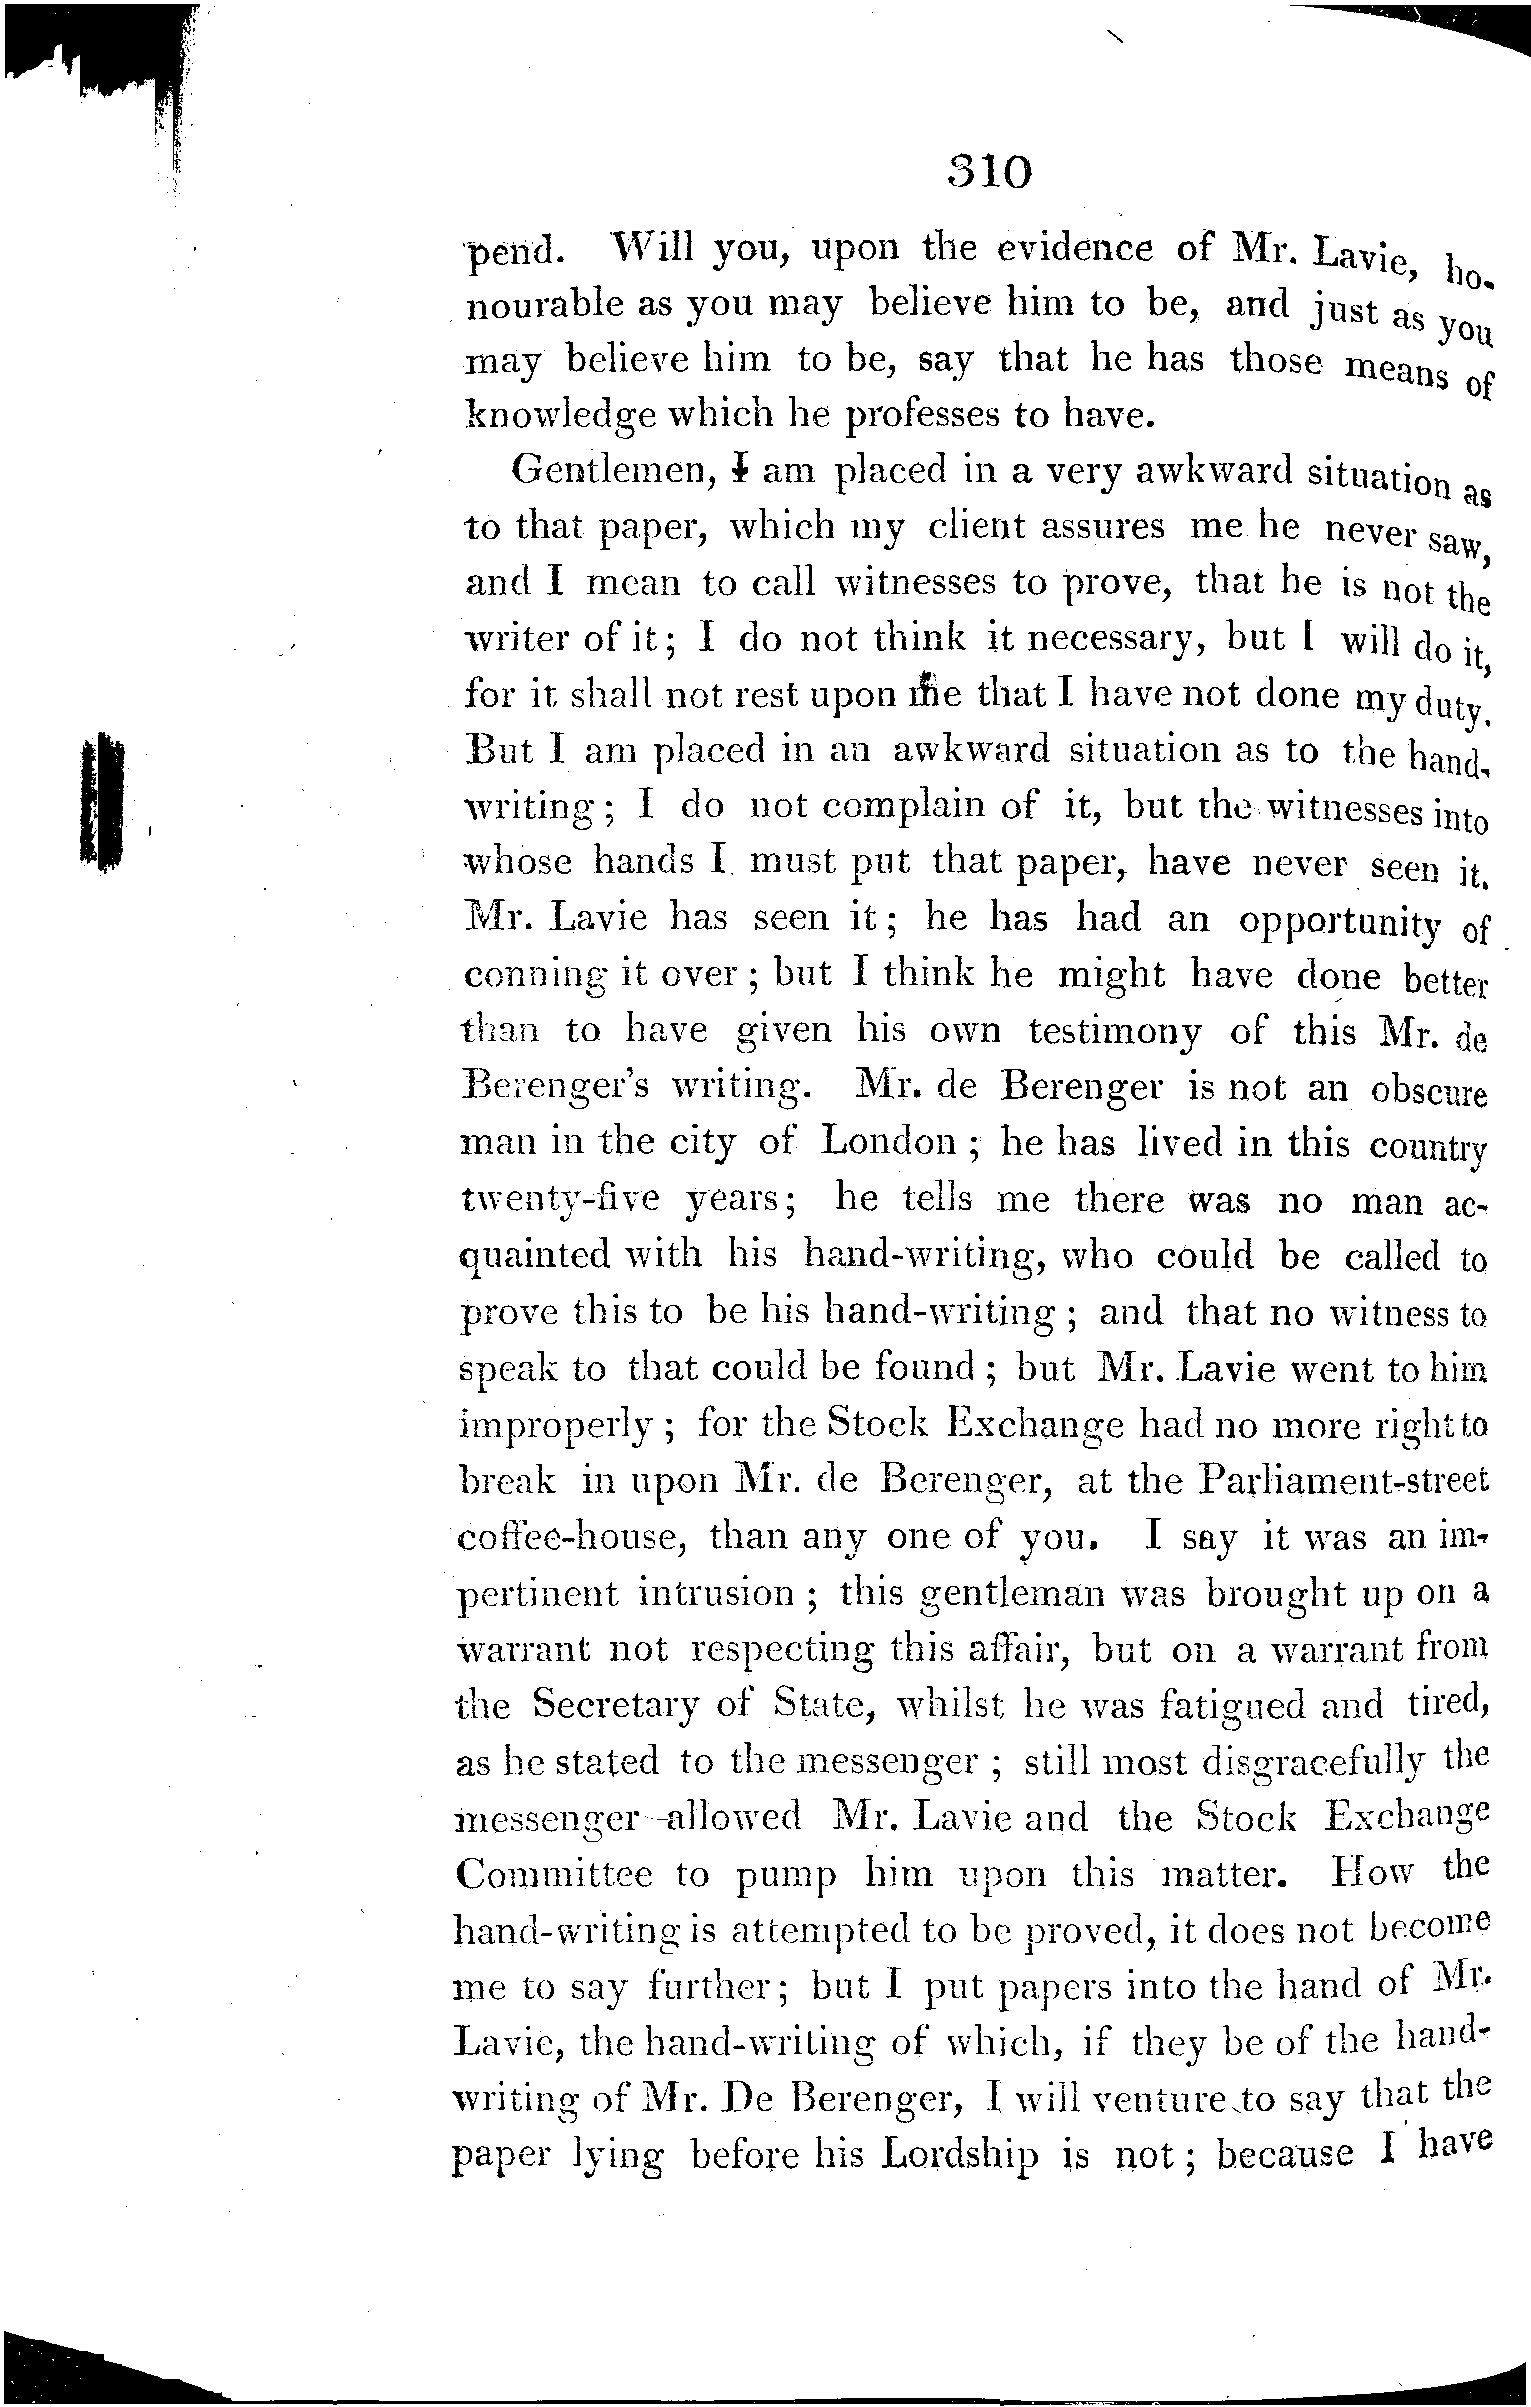 310
pend. Will you, upon the evidence of Mr. Lavie, ho-
nourable as you may believe him to be, and just as you
may believe him to be, say that he has those means of
knowledge which he professes to have.
Gentlemen, I am placed in a very awkward situation as
to that paper, which my client assures me he never saw,
and I mean to call witnesses to prove, that he is not the
writer of it; I do not think it necessary, but I will do it,
for it shall not rest upon me that I have not done my duty.
But I am placed in an awkward situation as to the hand-
writing; I do not complain of it, but the witnesses into
whose hands I must put that paper, have never seen it.
Mr. Lavie has seen it; he has had an opportunity of
conning it over; but I think he might have done better
than to have given his own testimony of this Mr. de
Berenger's writing. Mr. de Berenger is not an obscure
man in the city of London; he has lived in this country
twenty-five years; he tells me there was no man ac-
quainted with his hand-writing, who could be called to
prove this to be his hand-writing; and that no witness to
speak to that could be found; but Mr. Lavie went to him
improperly; for the Stock Exchange had no more right to
break in upon Mr. de Berenger, at the Parliament-street
coffee-house, than any one of you. I say it was an im-
pertinent intrusion; this gentleman was brought up on a
warrant not respecting this affair, but on a warrant from
the Secretary of State, whilst he was fatigued and tired,
as he stated to the messenger; still most disgracefully the
messenger allowed Mr. Lavie and the Stock Exchange
Committee to pump him upon this matter. How the
hand-writing is attempted to be proved, it does not become
me to say further; but I put papers into the hand of Mr.
Lavie, the hand-writing of which, if they be of the hand-
writing of Mr. De Berenger, I will venture to say that the
paper lying before his Lordship is not; because I have